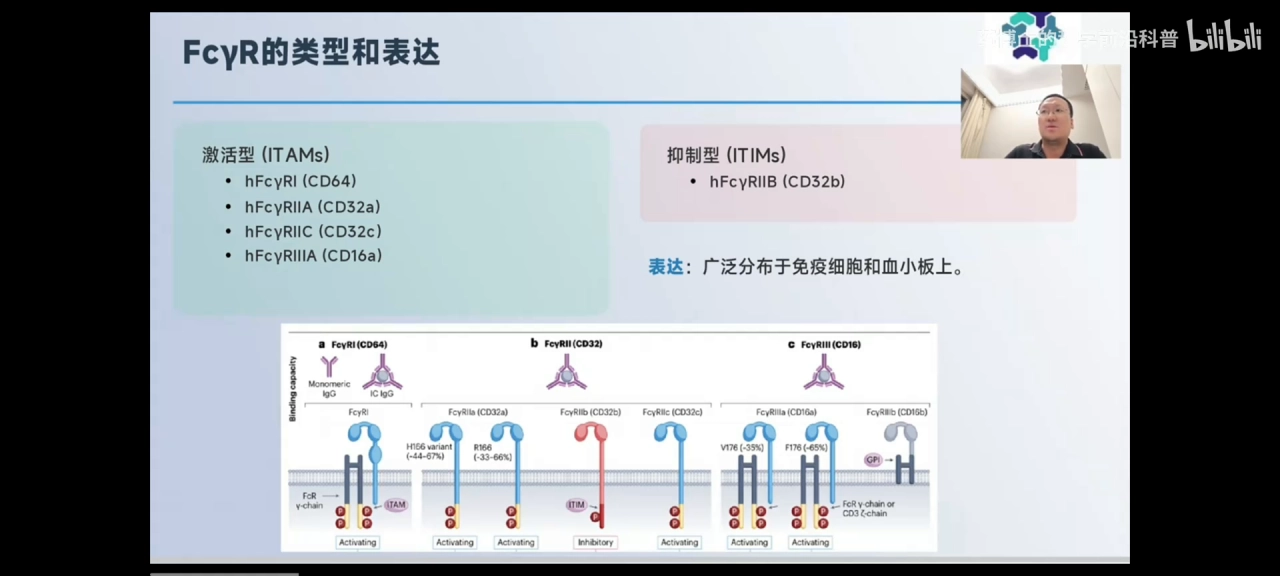 FcγR的类型和表达
沿科普 bilibili
激活型 (ITAMs)
• hFcγRI (CD64)
• hFcγRIIA (CD32a)
• hFcγRIIC (CD32c)
• hFcγRIIIA (CD16a)
抑制型 (ITIMs)
• hFcγRIIB (CD32b)
表达：广泛分布于免疫细胞和血小板上。
Binding capacity
a FcγRI (CD64)
Monomeric
IgG
IC IgG
FcγRI
FcR
γ-chain
ITAM
P P
P P
Activating
b FcγRII (CD32)
FcγRIIa (CD32a)
H166 variant
(~44–67%)
P
P
Activating
R166
(~33–66%)
P
P
Activating
FcγRIIb (CD32b)
ITIM
P
Inhibitory
FcγRIIc (CD32c)
P
P
Activating
c FcγRIII (CD16)
FcγRIIIa (CD16a)
V176 (~35%)
P P
P P
Activating
F176 (~65%)
P P
P P
Activating
FcR γ-chain or
CD3 ζ-chain
FcγRIIIb (CD16b)
GPI